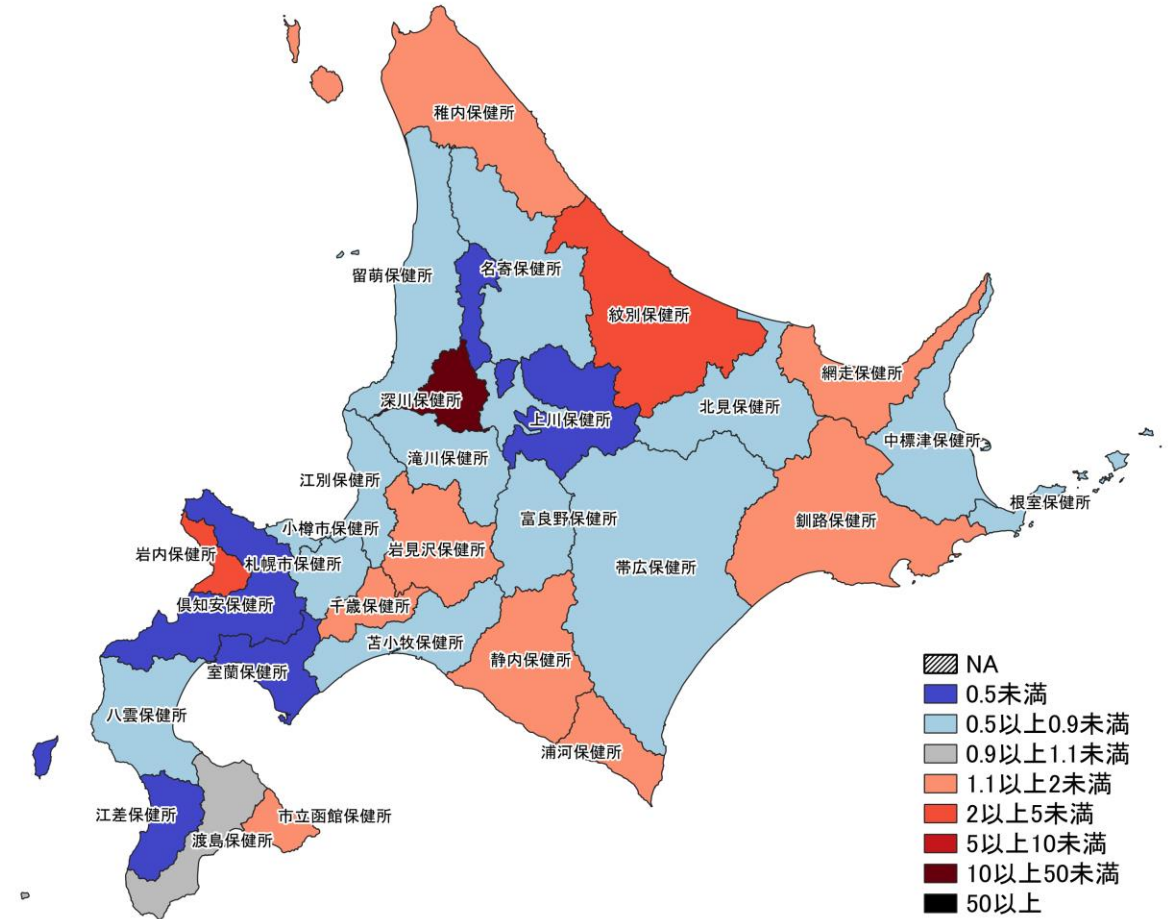 稚内保健所
留萌保健所
名寄保健所
紋別保健所
網走保健所
深川保健所
上川保健所
北見保健所
中標津保健所
滝川保健所
江別保健所
根室保健所
富良野保健所
釧路保健所
小樽市保健所
岩内保健所
札幌市保健所
岩見沢保健所
帯広保健所
倶知安保健所
千歳保健所
苫小牧保健所
静内保健所
室蘭保健所
八雲保健所
浦河保健所
江差保健所
市立函館保健所
渡島保健所
NA
0.5未満
0.5以上0.9未満
0.9以上1.1未満
1.1以上2未満
2以上5未満
5以上10未満
10以上50未満
50以上